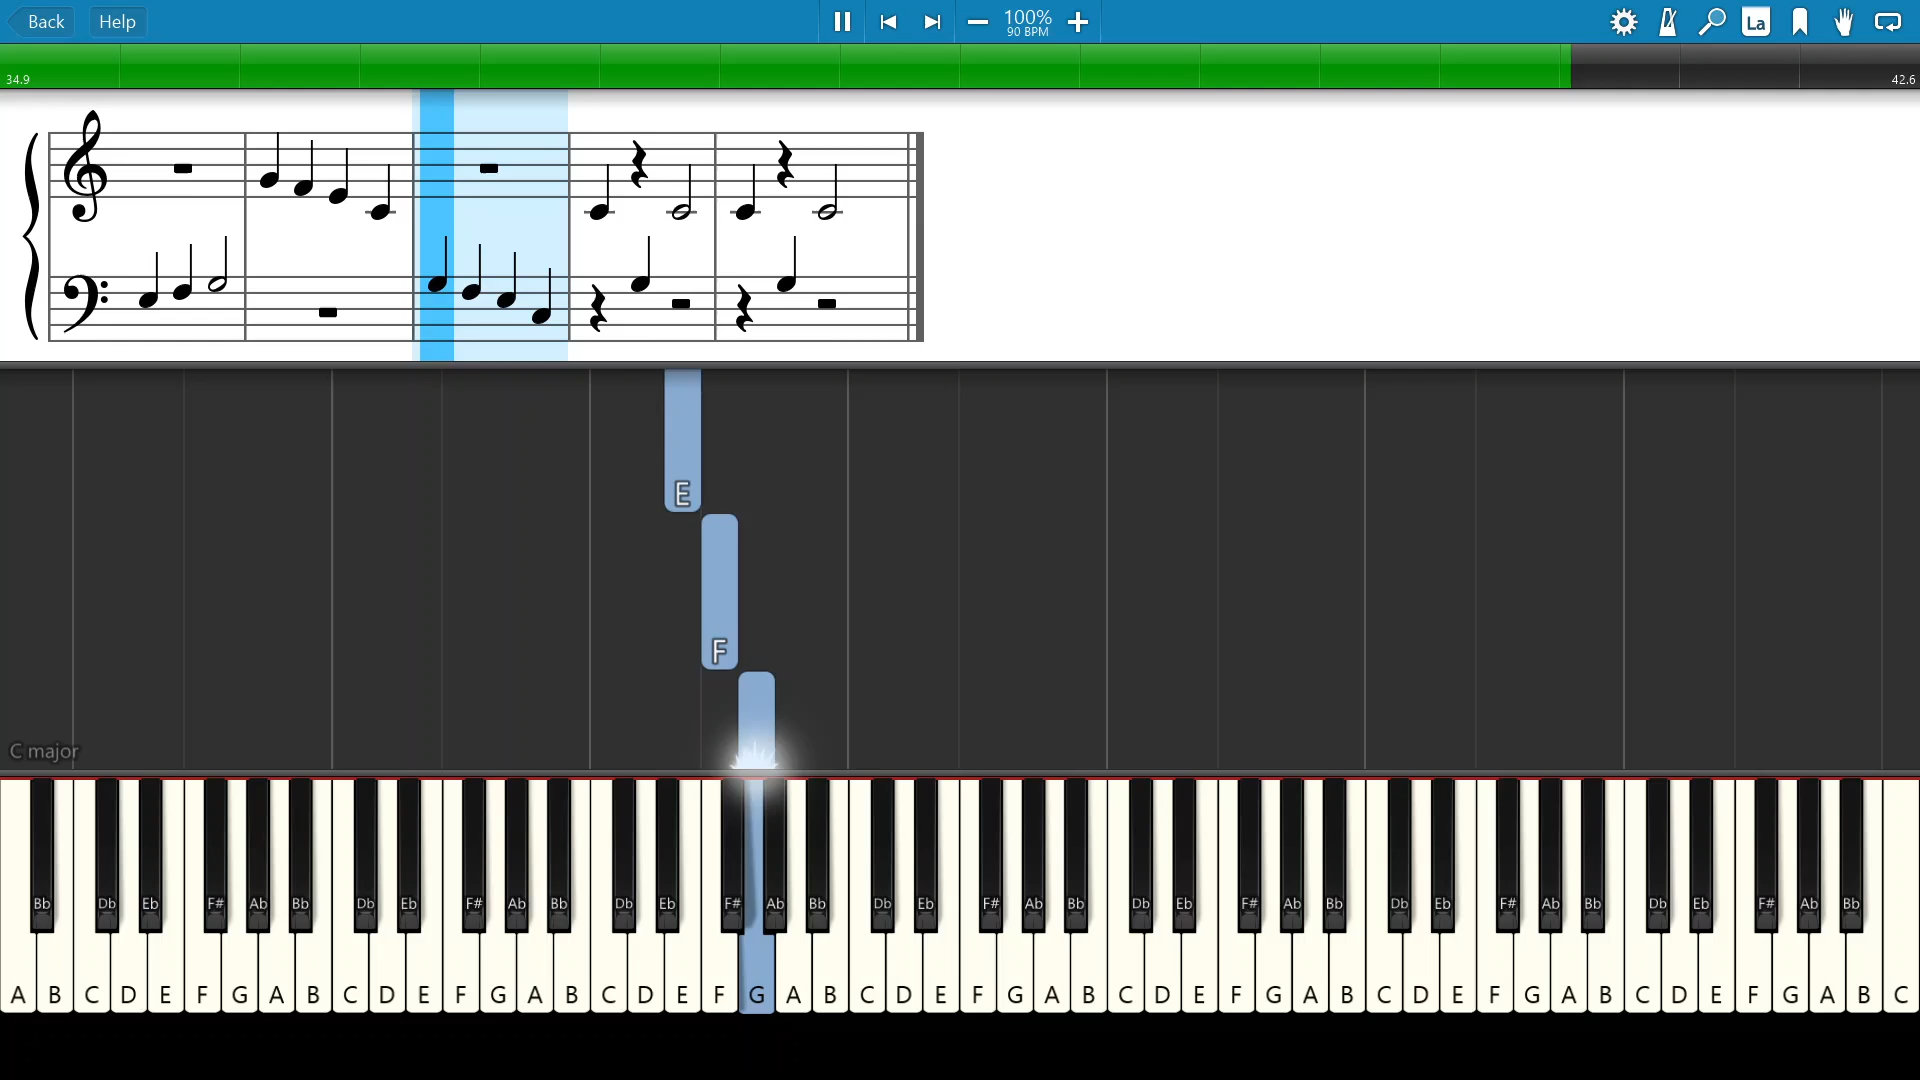 Back Help 100% La
90 BPM
34.9 42.6
E
F
C major
Bb Db Eb F# Ab Bb Db Eb F# Ab Bb Db Eb F# Ab Bb Db Eb F# Ab Bb Db Eb F# Ab Bb Db Eb F# Ab Bb Db Eb F# Ab Bb
A B C D E F G A B C D E F G A B C D E F G A B C D E F G A B C D E F G A B C D E F G A B C D E F G A B C